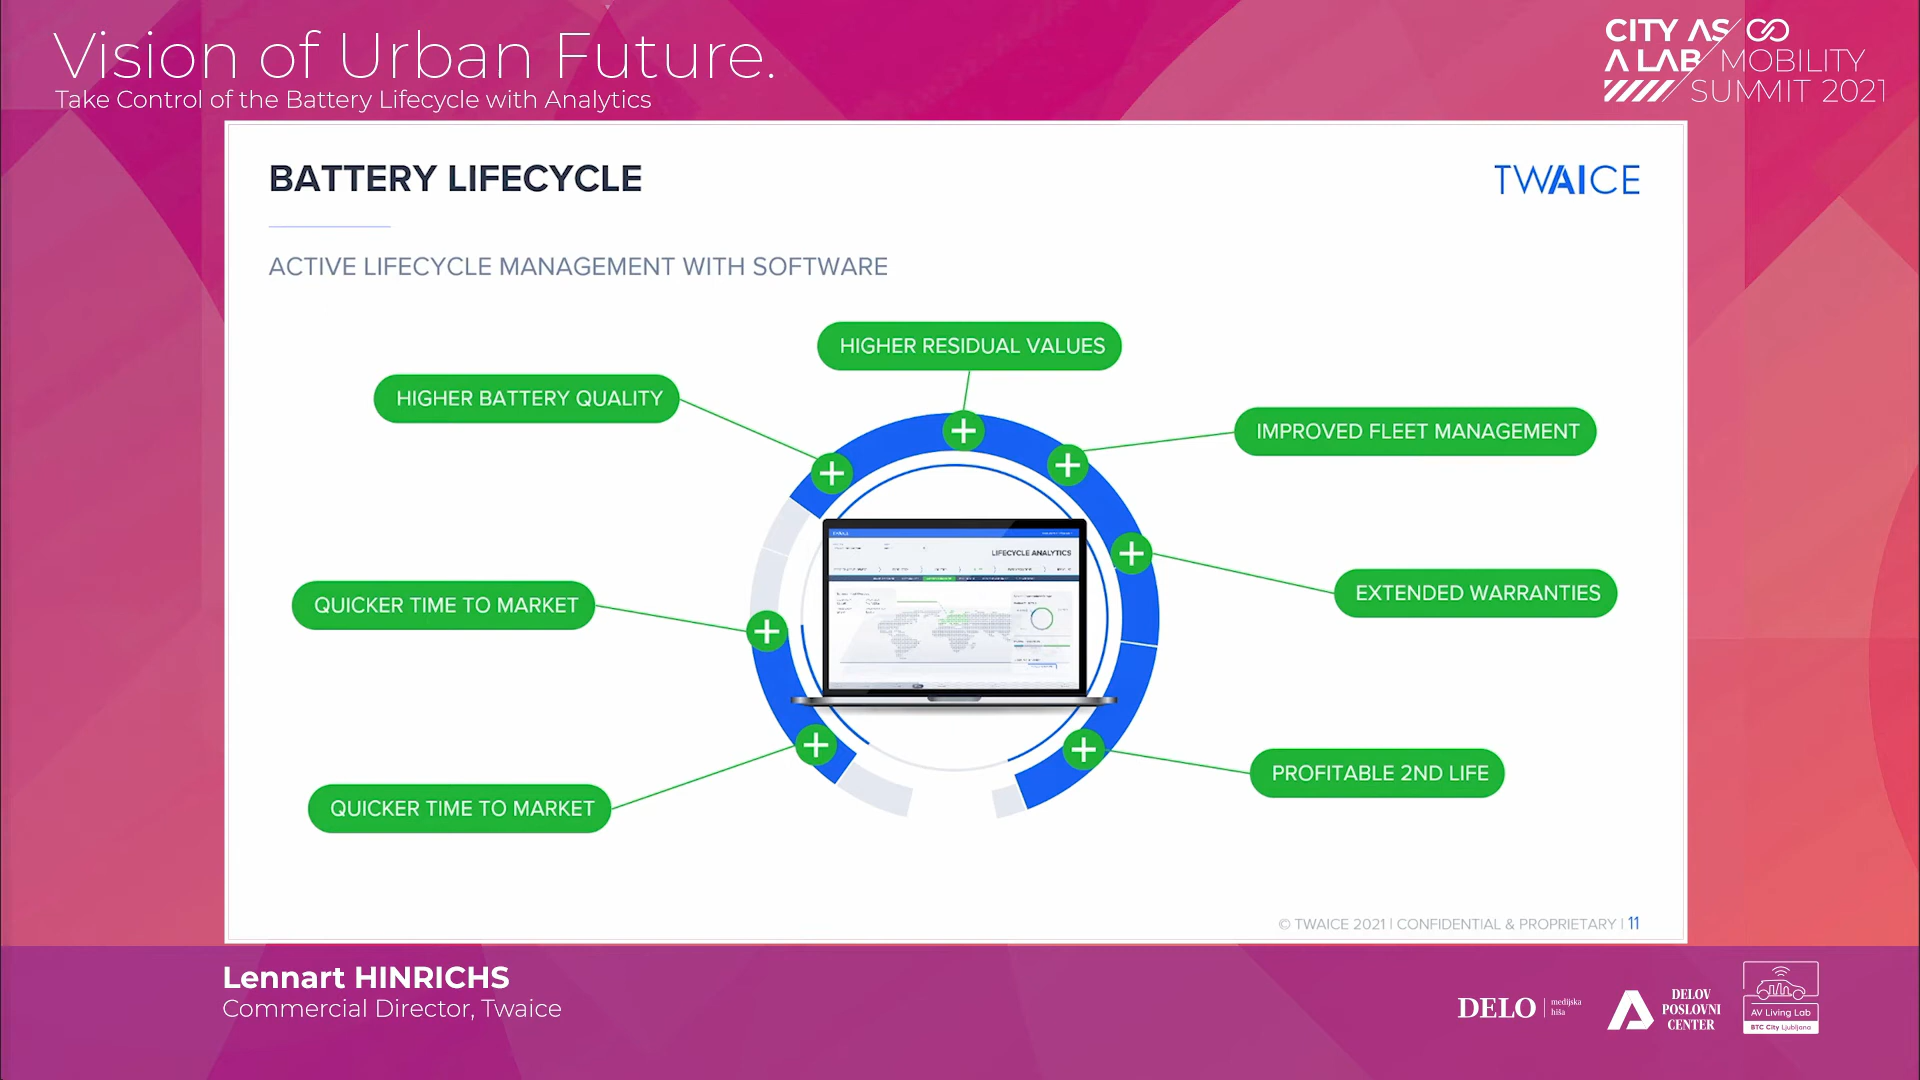 Vision of Urban Future.
Take Control of the Battery Lifecycle with Analytics
CITY AS
A LAB MOBILITY
SUMMIT 2021
BATTERY LIFECYCLE
TWAICE
ACTIVE LIFECYCLE MANAGEMENT WITH SOFTWARE
HIGHER RESIDUAL VALUES
HIGHER BATTERY QUALITY
IMPROVED FLEET MANAGEMENT
EXTENDED WARRANTIES
QUICKER TIME TO MARKET
LIFECYCLE ANALYTICS
PROFITABLE 2ND LIFE
QUICKER TIME TO MARKET
© TWAICE 2021 | CONFIDENTIAL & PROPRIETARY | 11
Lennart HINRICHS
Commercial Director, Twaice
DELO medijska
hiša
DELOV
POSLOVNI
CENTER
AV Living Lab
BTC City Ljubljana